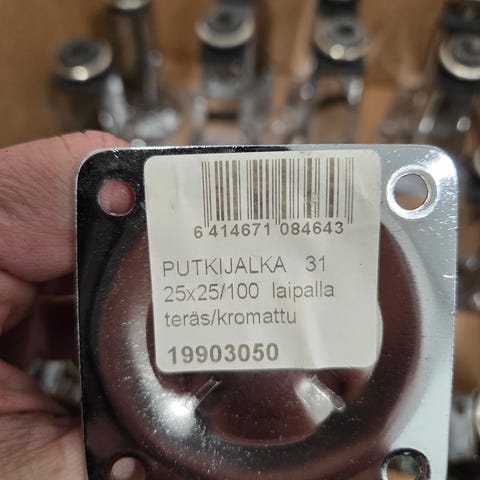 6 414671 084643
PUTKIJALKA 31
25x25/100 laipalla
teräs/kromattu
19903050